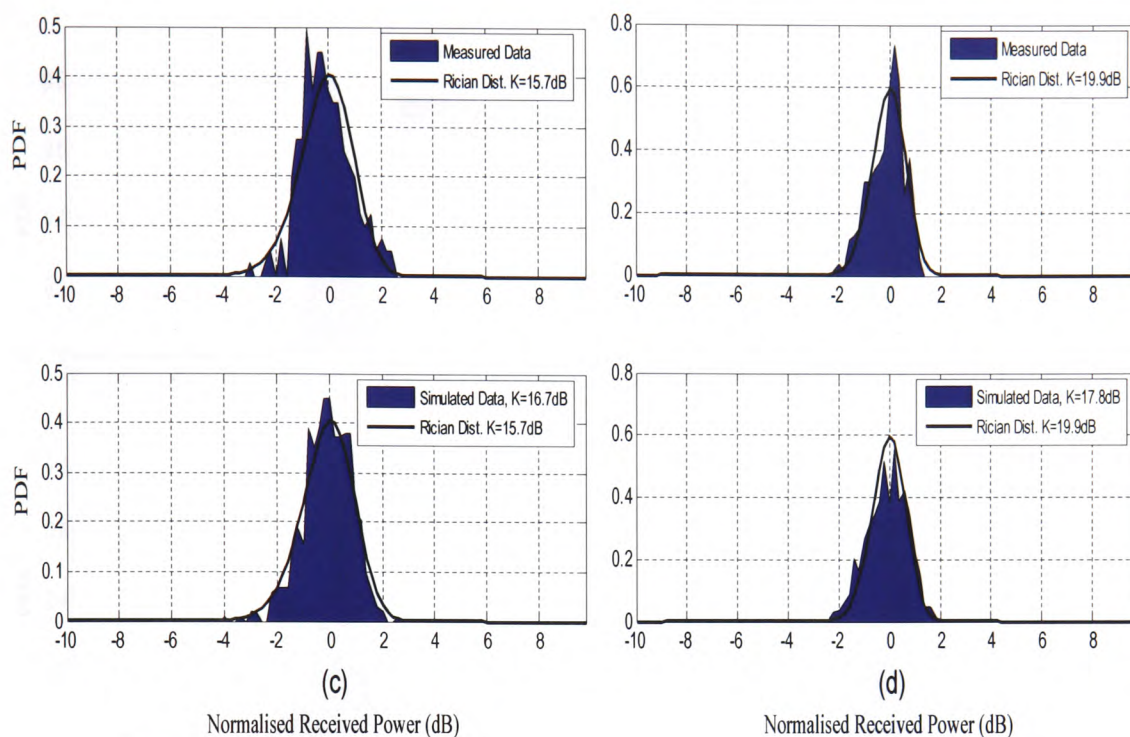 0.5
0.4
0.3
0.2
0.1
0
PDF
-10 -8 -6 -4 -2 0 2 4 6 8
Measured Data
Rician Dist. K=15.7dB
0.8
0.6
0.4
0.2
0
-10 -8 -6 -4 -2 0 2 4 6 8
Measured Data
Rician Dist. K=19.9dB
0.5
0.4
0.3
0.2
0.1
0
PDF
-10 -8 -6 -4 -2 0 2 4 6 8
Simulated Data, K=16.7dB
Rician Dist. K=15.7dB
(c)
Normalised Received Power (dB)
0.8
0.6
0.4
0.2
0
-10 -8 -6 -4 -2 0 2 4 6 8
Simulated Data, K=17.8dB
Rician Dist. K=19.9dB
(d)
Normalised Received Power (dB)